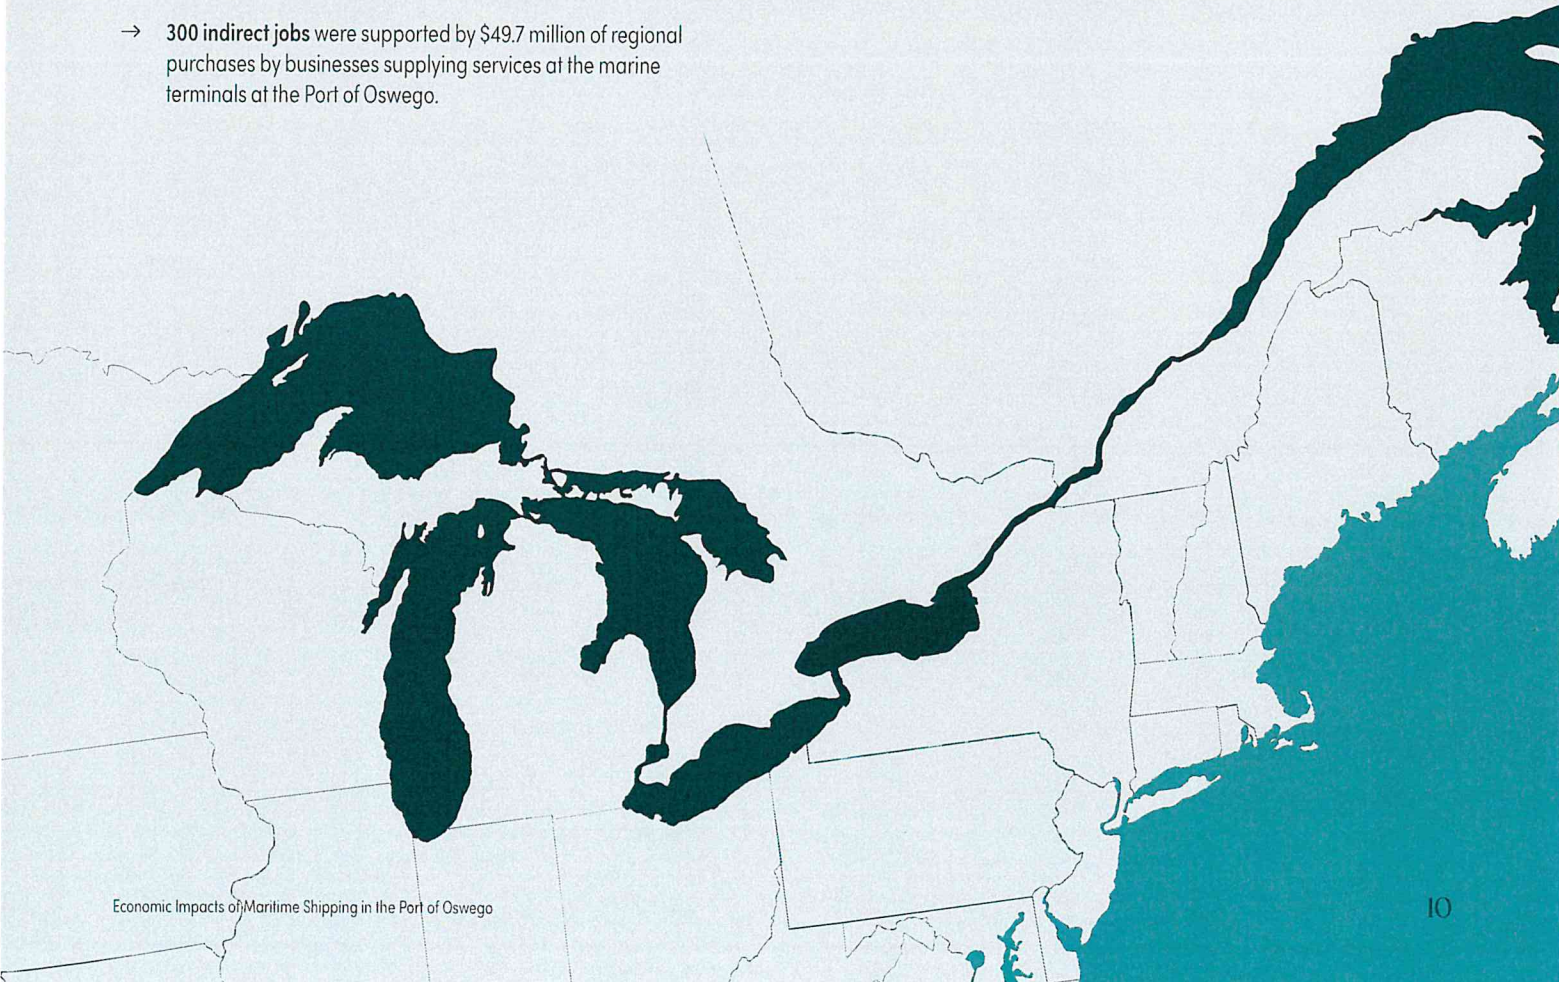 → 300 indirect jobs were supported by $49.7 million of regional
purchases by businesses supplying services at the marine
terminals at the Port of Oswego.
Economic Impacts of Maritime Shipping in the Port of Oswego
10